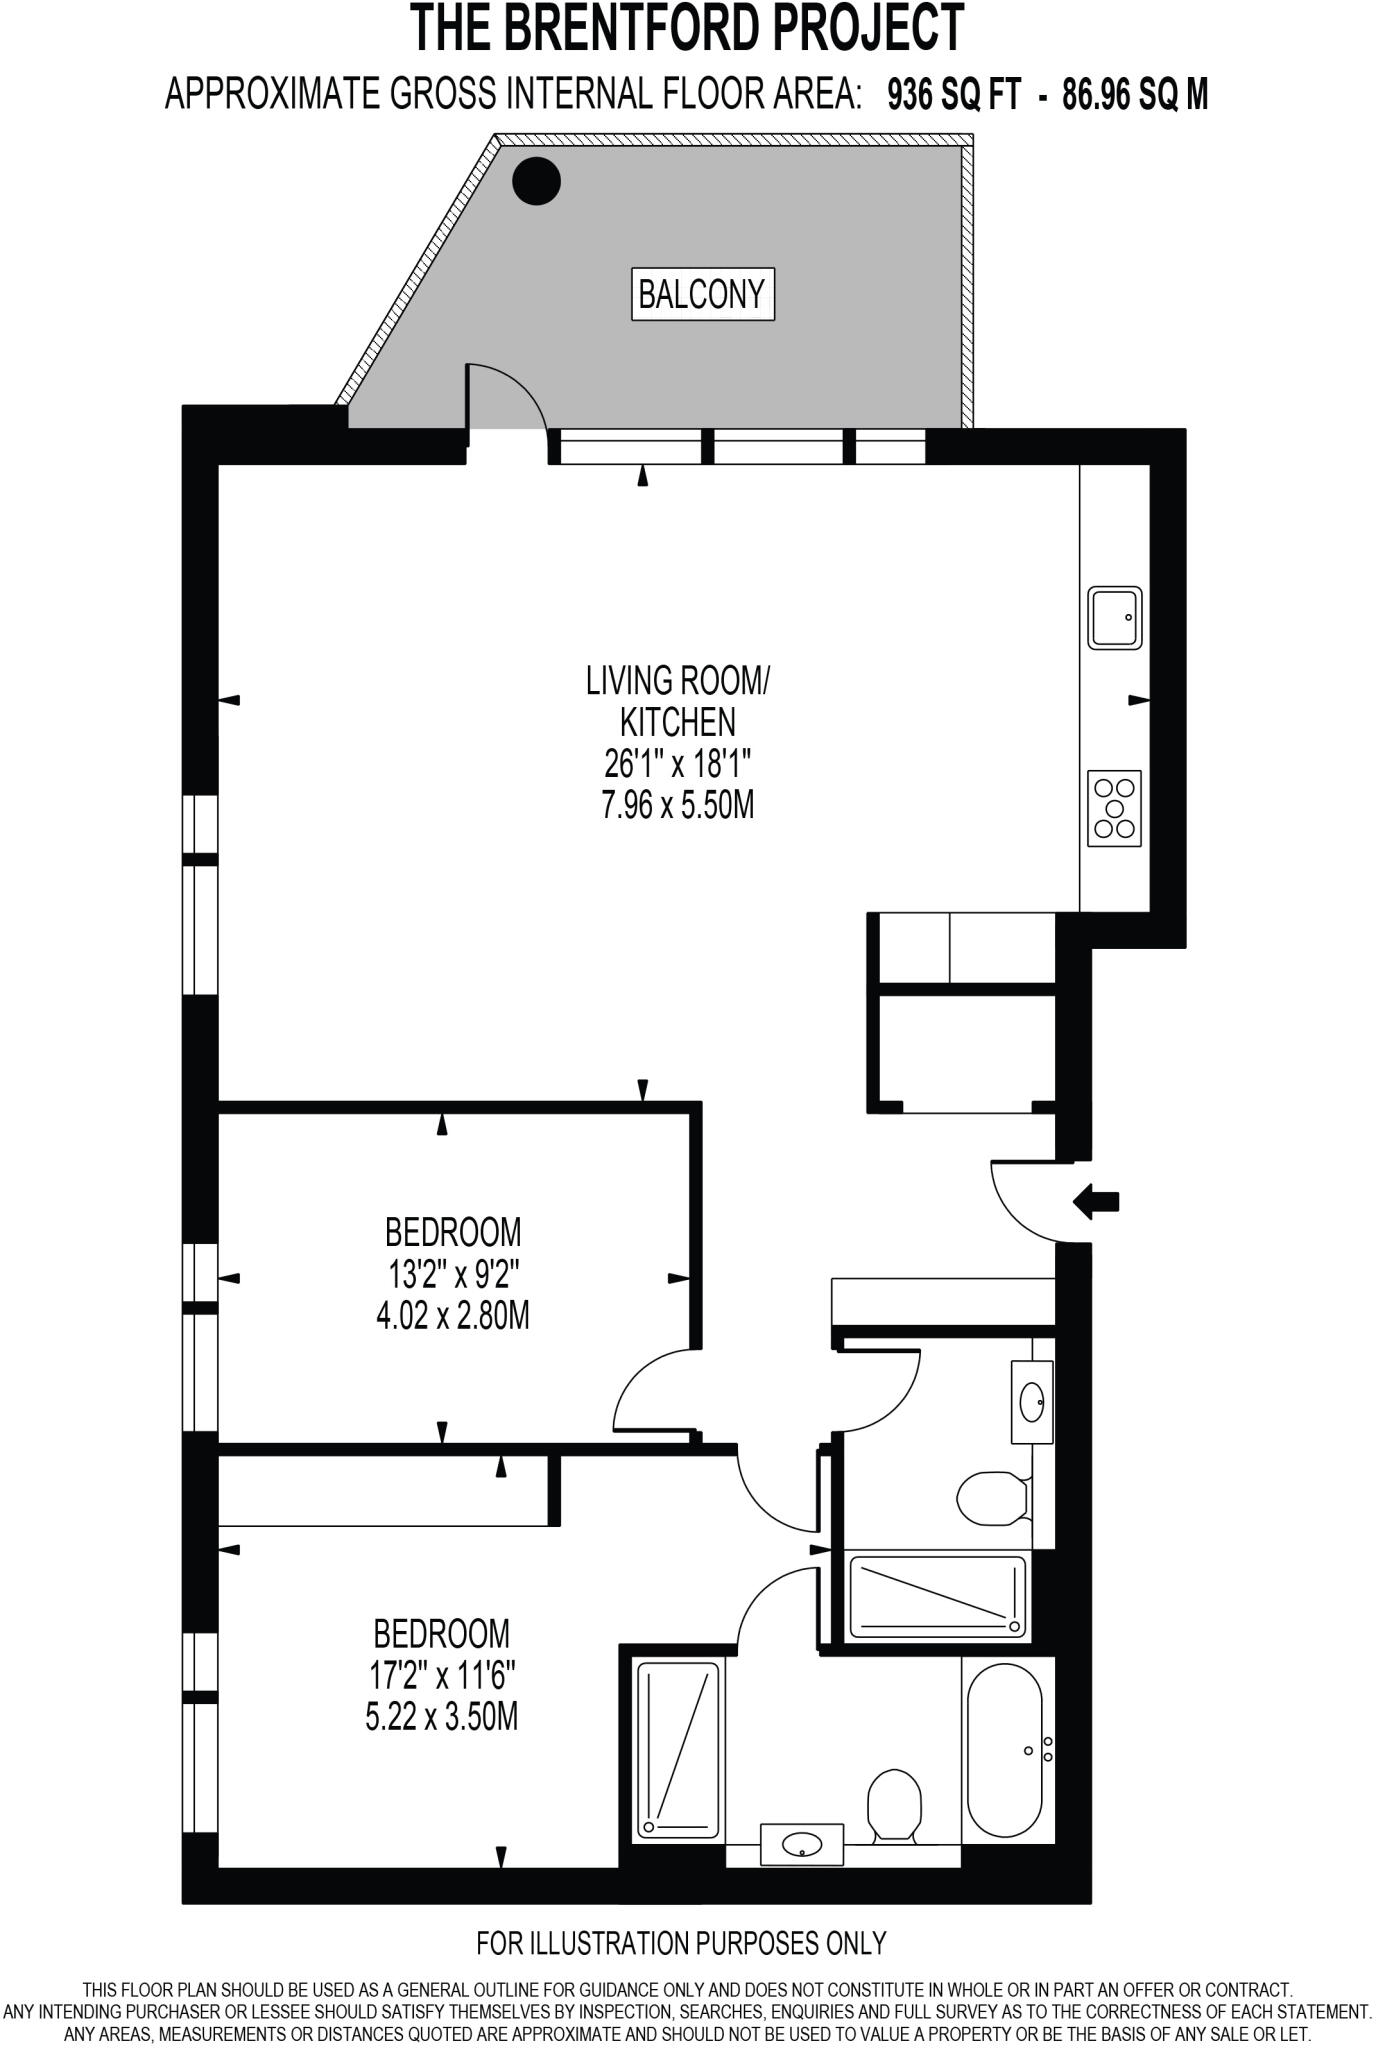 THE BRENTFORD PROJECT
APPROXIMATE GROSS INTERNAL FLOOR AREA: 936 SQ FT - 86.96 SQ M
BALCONY
LIVING ROOM/
KITCHEN
26'1" x 18'1"
7.96 x 5.50M
BEDROOM
13'2" x 9'2"
4.02 x 2.80M
BEDROOM
17'2" x 11'6"
5.22 x 3.50M
FOR ILLUSTRATION PURPOSES ONLY
THIS FLOOR PLAN SHOULD BE USED AS A GENERAL OUTLINE FOR GUIDANCE ONLY AND DOES NOT CONSTITUTE IN WHOLE OR IN PART AN OFFER OR CONTRACT.
ANY INTENDING PURCHASER OR LESSEE SHOULD SATISFY THEMSELVES BY INSPECTION, SEARCHES, ENQUIRIES AND FULL SURVEY AS TO THE CORRECTNESS OF EACH STATEMENT.
ANY AREAS, MEASUREMENTS OR DISTANCES QUOTED ARE APPROXIMATE AND SHOULD NOT BE USED TO VALUE A PROPERTY OR BE THE BASIS OF ANY SALE OR LET.